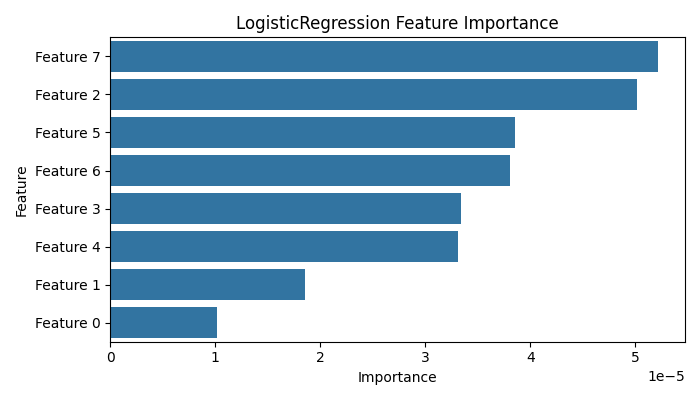 LogisticRegression Feature Importance
Feature 7
Feature 2
Feature 5
Feature 6
Feature 3
Feature 4
Feature 1
Feature 0
Feature
0 1 2 3 4 5
1e−5
Importance